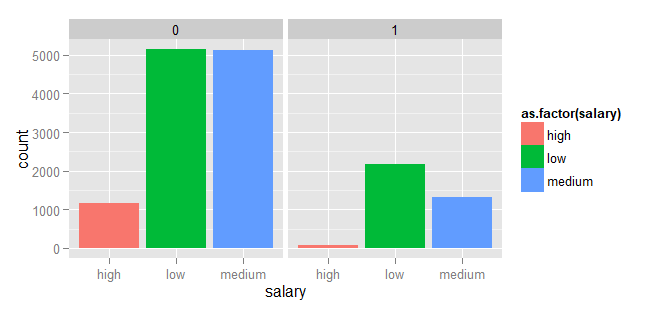 0 1
5000
4000
3000
2000
1000
0
count
high low medium high low medium
salary
as.factor(salary)
high
low
medium